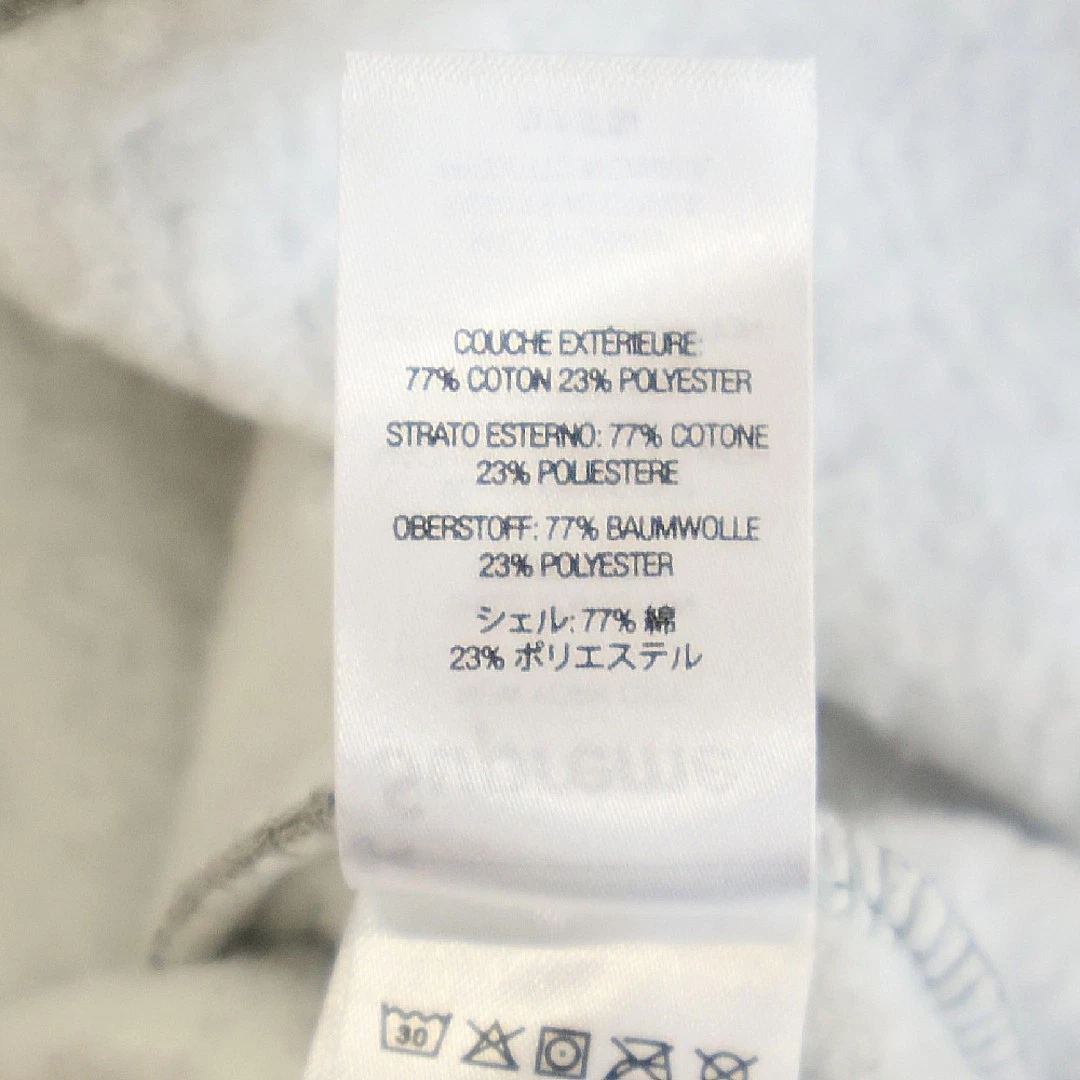 COUCHE EXTÉRIEURE:
77% COTON 23% POLYESTER
STRATO ESTERNO: 77% COTONE
23% POLIESTERE
OBERSTOFF: 77% BAUMWOLLE
23% POLYESTER
シェル: 77% 綿
23% ポリエステル
30